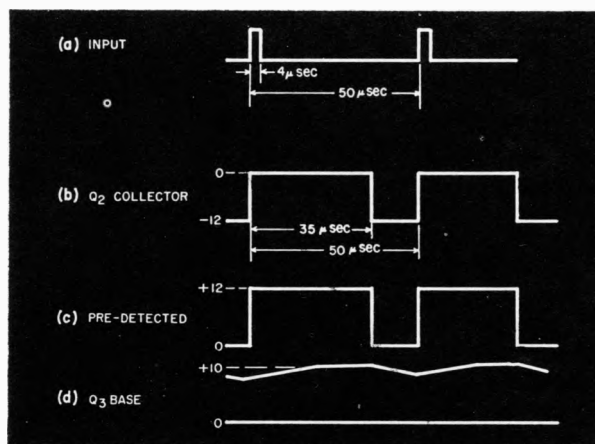 (a) INPUT
4 μsec
50 μsec
0
(b) Q2 COLLECTOR
-12
35 μsec
50 μsec
+12
(c) PRE-DETECTED
0
+10
(d) Q3 BASE
0